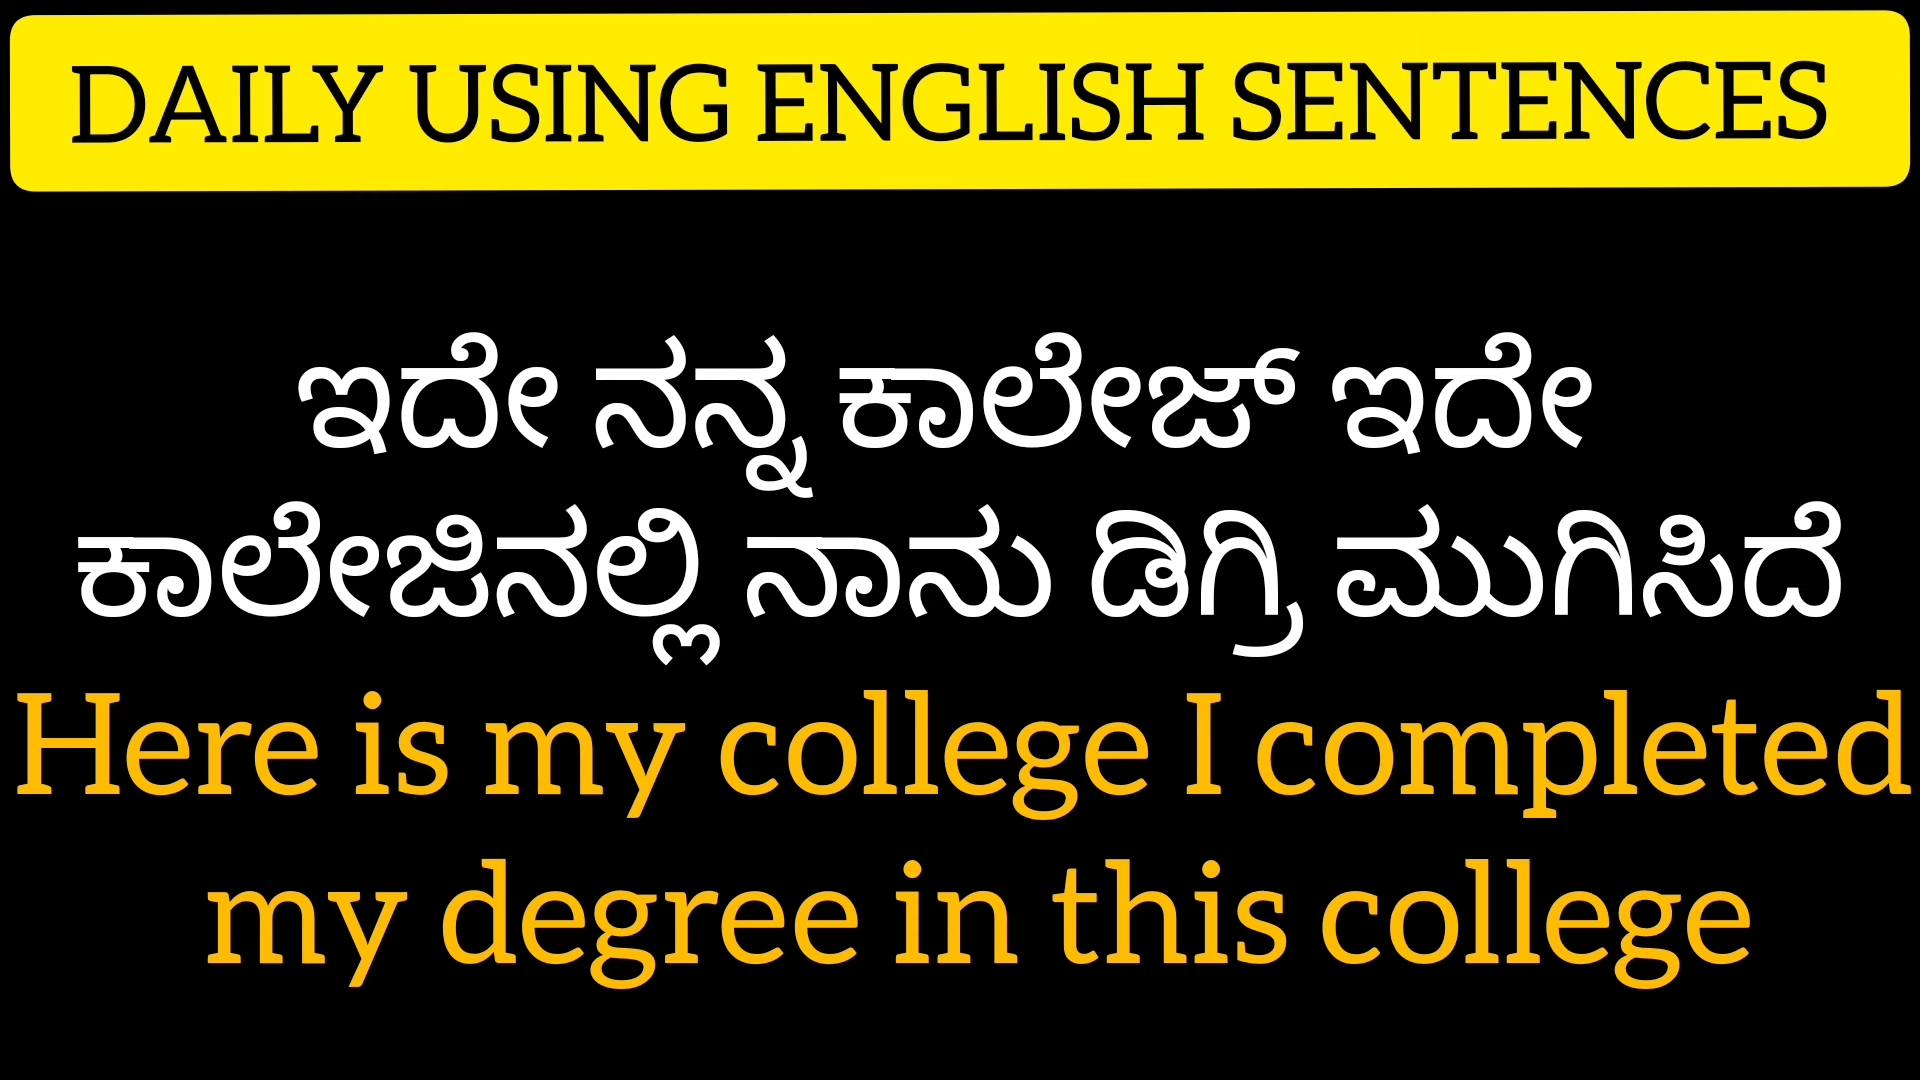 DAILY USING ENGLISH SENTENCES
ಇದೇ ನನ್ನ ಕಾಲೇಜ್ ಇದೇ
ಕಾಲೇಜಿನಲ್ಲಿ ನಾನು ಡಿಗ್ರಿ ಮುಗಿಸಿದೆ
Here is my college I completed
my degree in this college